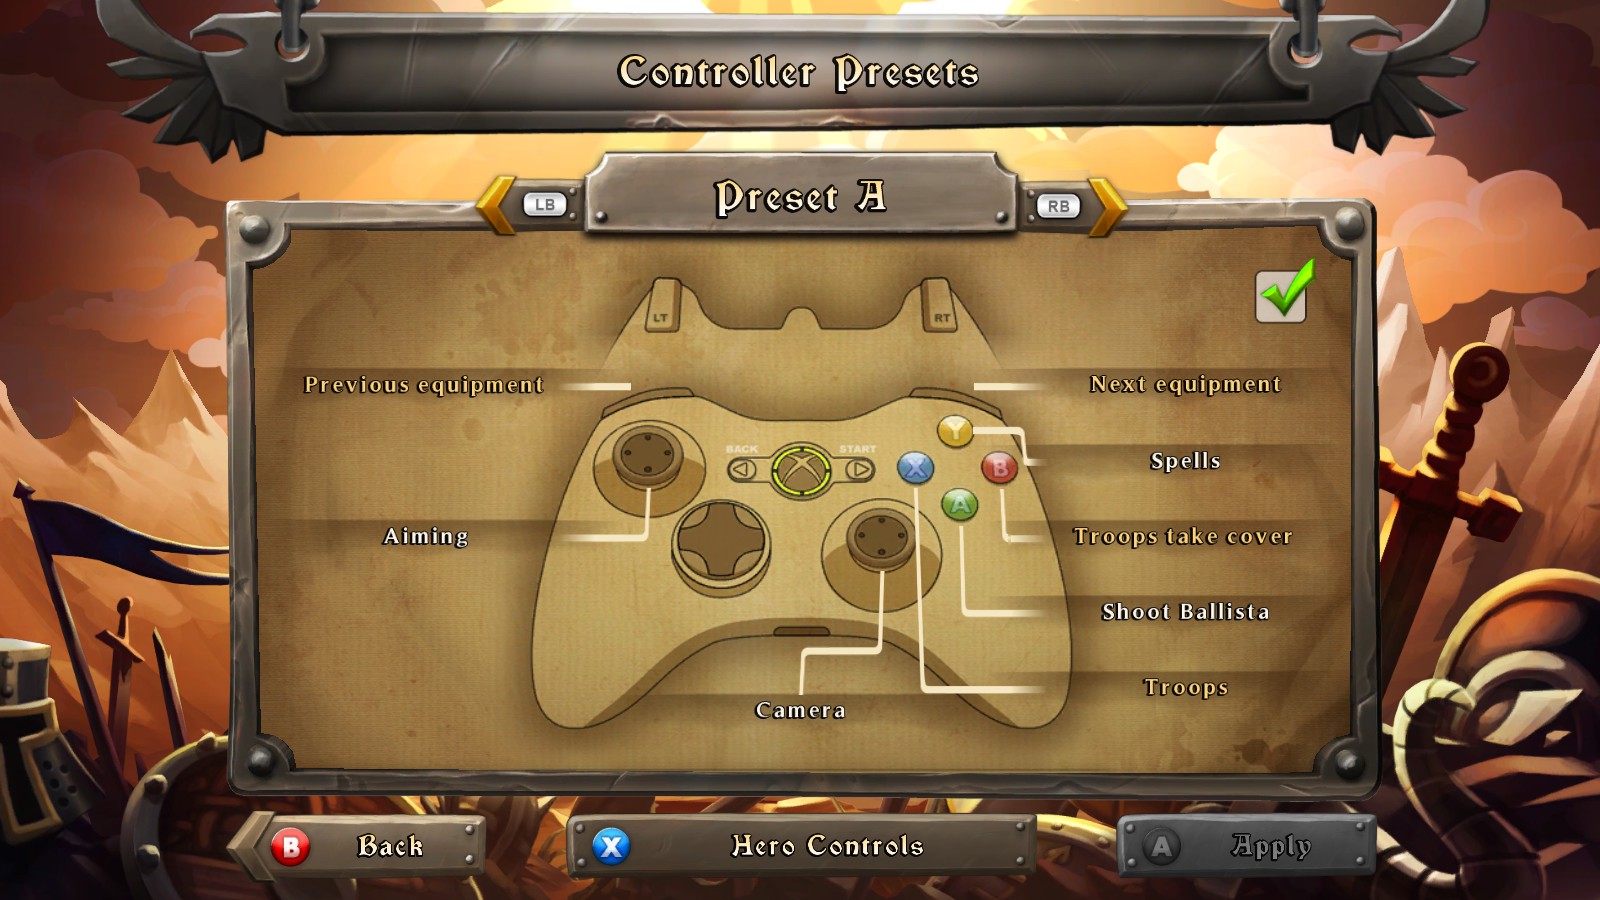 Controller Presets
LB
Preset A
RB
LT
RT
Previous equipment
Next equipment
Y
BACK
START
X
B
Spells
A
Aiming
Troops take cover
Shoot Ballista
Troops
Camera
B Back
X Hero Controls
A Apply